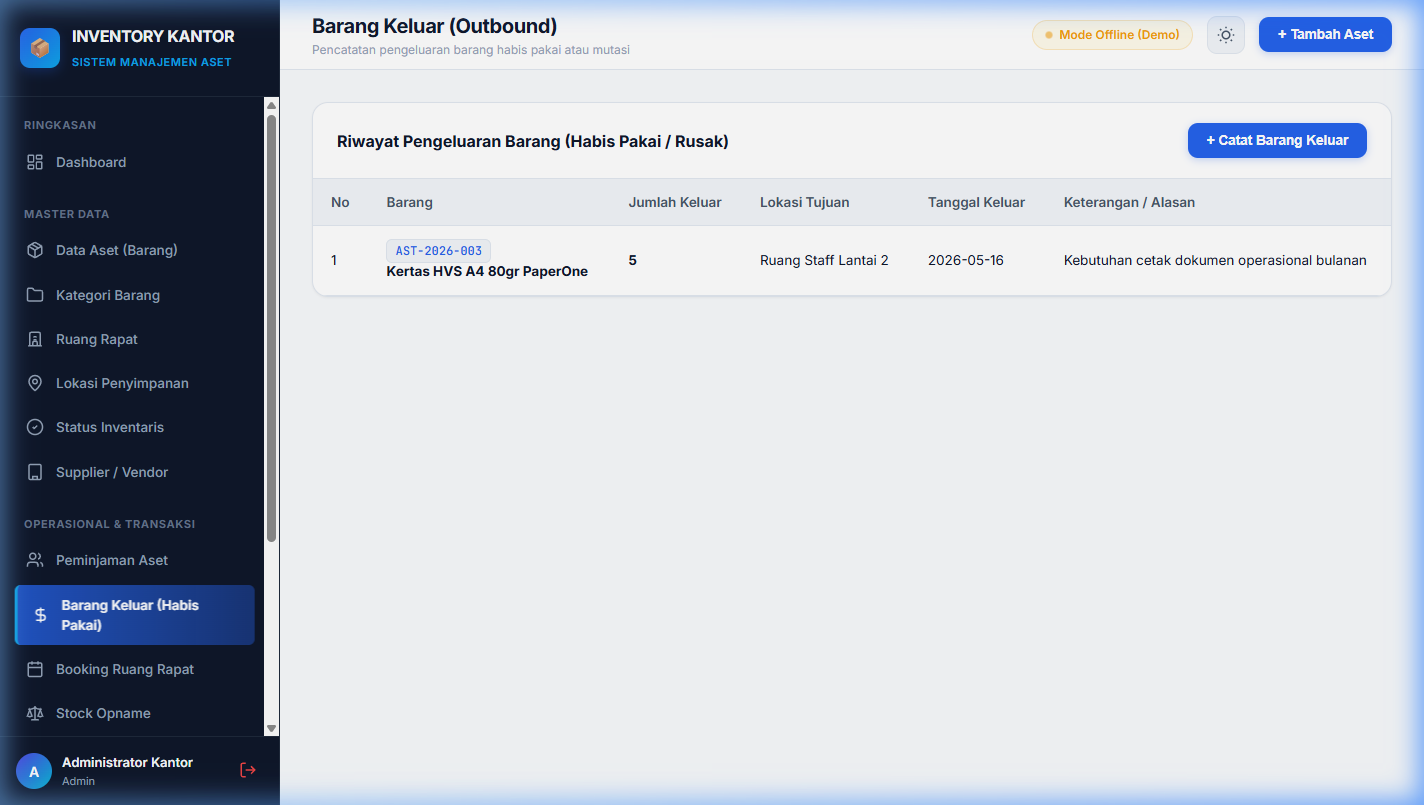 INVENTORY KANTOR
SISTEM MANAJEMEN ASET
RINGKASAN
Dashboard
MASTER DATA
Data Aset (Barang)
Kategori Barang
Ruang Rapat
Lokasi Penyimpanan
Status Inventaris
Supplier / Vendor
OPERASIONAL & TRANSAKSI
Peminjaman Aset
Barang Keluar (Habis
Pakai)
Booking Ruang Rapat
Stock Opname
A
Administrator Kantor
Admin
Barang Keluar (Outbound)
Pencatatan pengeluaran barang habis pakai atau mutasi
Mode Offline (Demo)
+ Tambah Aset
Riwayat Pengeluaran Barang (Habis Pakai / Rusak)
+ Catat Barang Keluar
No Barang Jumlah Keluar Lokasi Tujuan Tanggal Keluar Keterangan / Alasan
AST-2026-003
1 Kertas HVS A4 80gr PaperOne 5 Ruang Staff Lantai 2 2026-05-16 Kebutuhan cetak dokumen operasional bulanan